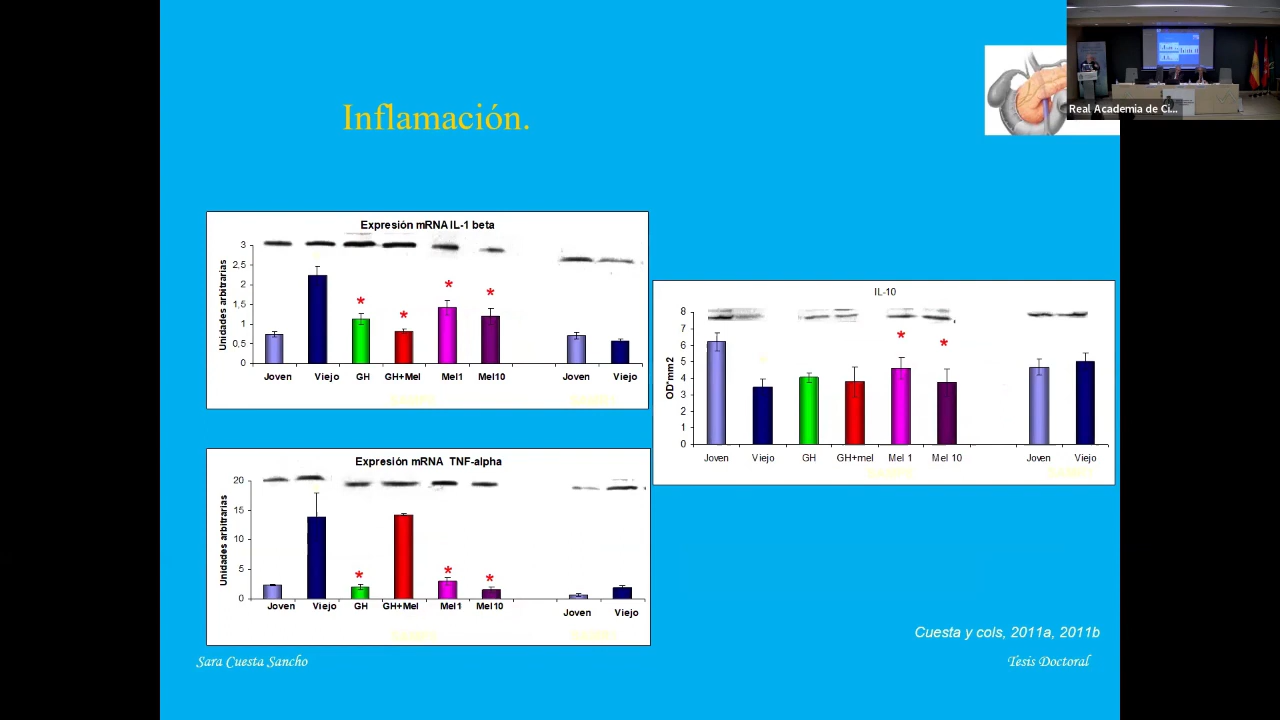 Real Academia de Ci...
Inflamación.
Expresión mRNA IL-1 beta
Unidades arbitrarias
3
2,5
2
1,5
1
0,5
0
* * * *
Joven Viejo GH GH+Mel Mel1 Mel10 Joven Viejo
IL-10
OD*mm2
8
7
6
5
4
3
2
1
0
* *
Joven Viejo GH GH+mel Mel 1 Mel 10 Joven Viejo
Expresión mRNA TNF-alpha
Unidades arbitrarias
20
15
10
5
0
* * *
Joven Viejo GH GH+Mel Mel1 Mel10 Joven Viejo
Cuesta y cols, 2011a, 2011b
Sara Cuesta Sancho
Tesis Doctoral